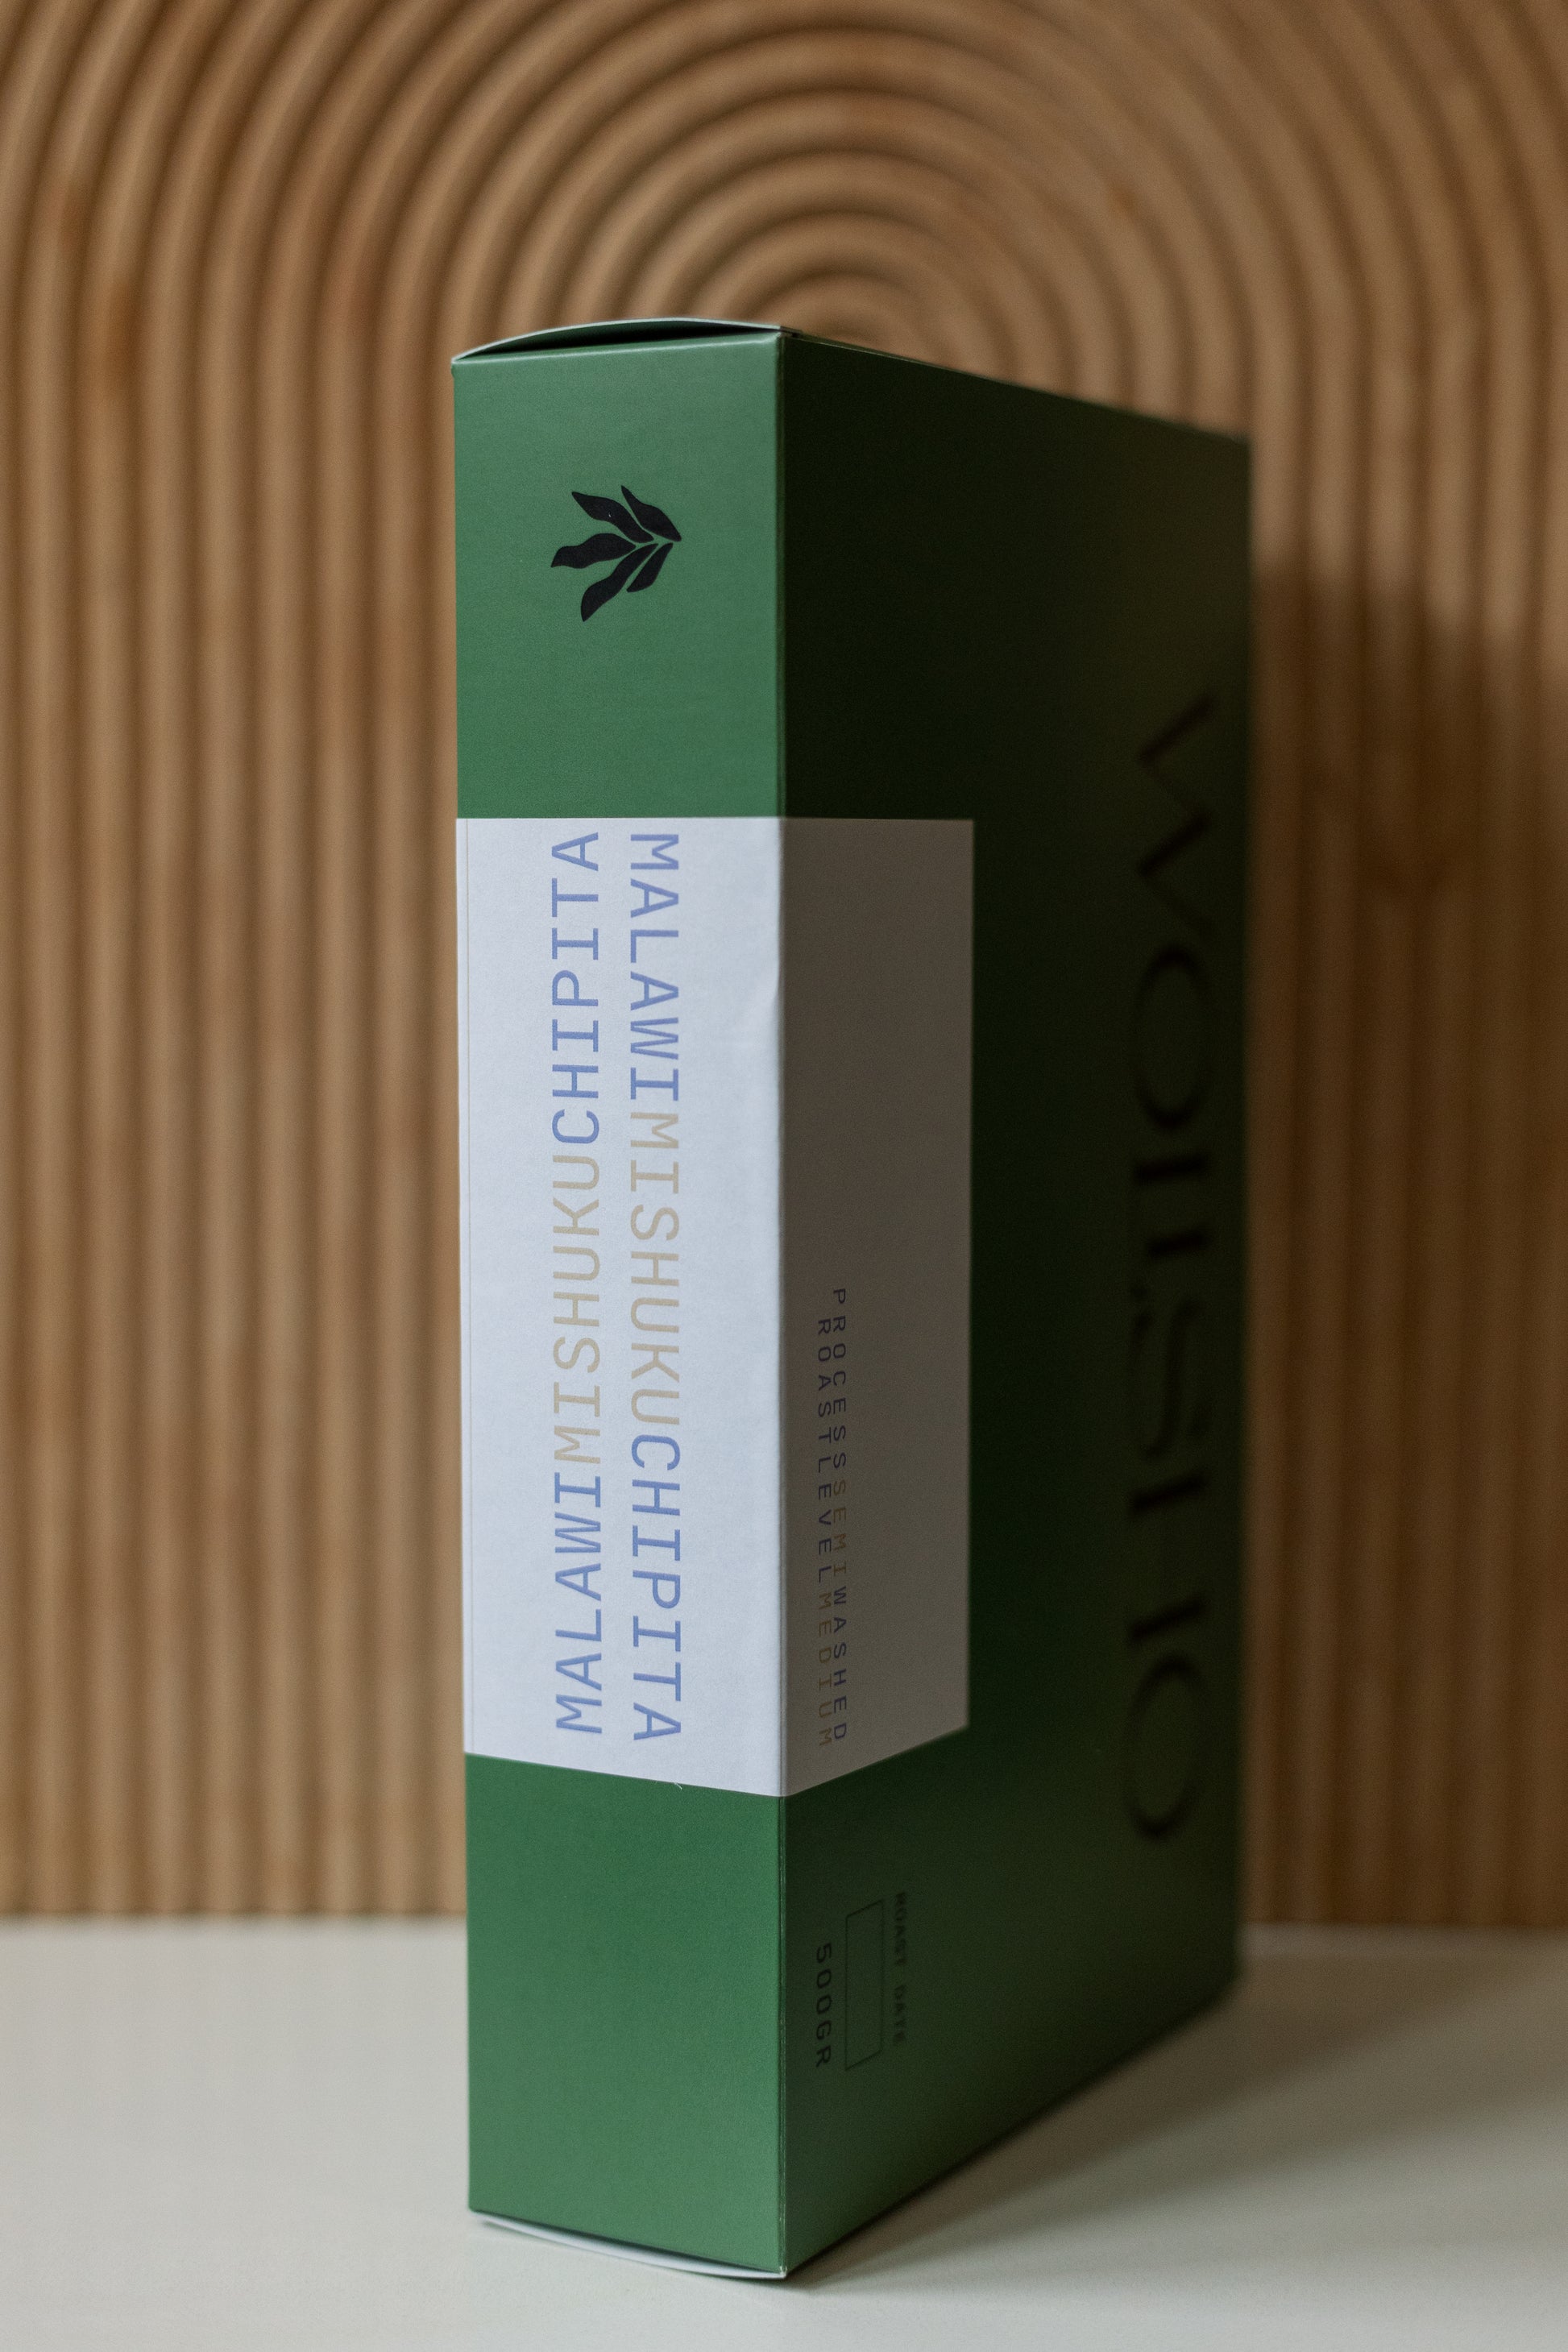 MALAWIMISHUKUCHIPITA
MALAWIMISHUKUCHIPITA
PROCESSSEMIWASHED
ROASTLEVELMEDIUM
ROAST DATE
500GR